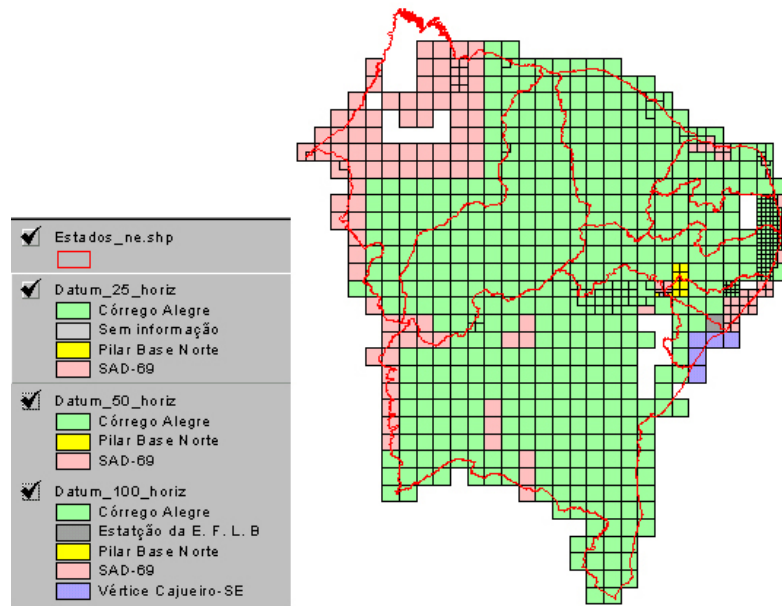 Estados_ne.shp
Datum_25_horiz
Córrego Alegre
Sem informação
Pilar Base Norte
SAD-69
Datum_50_horiz
Córrego Alegre
Pilar Base Norte
SAD-69
Datum_100_horiz
Córrego Alegre
Estatção da E. F. L. B
Pilar Base Norte
SAD-69
Vértice Cajueiro-SE